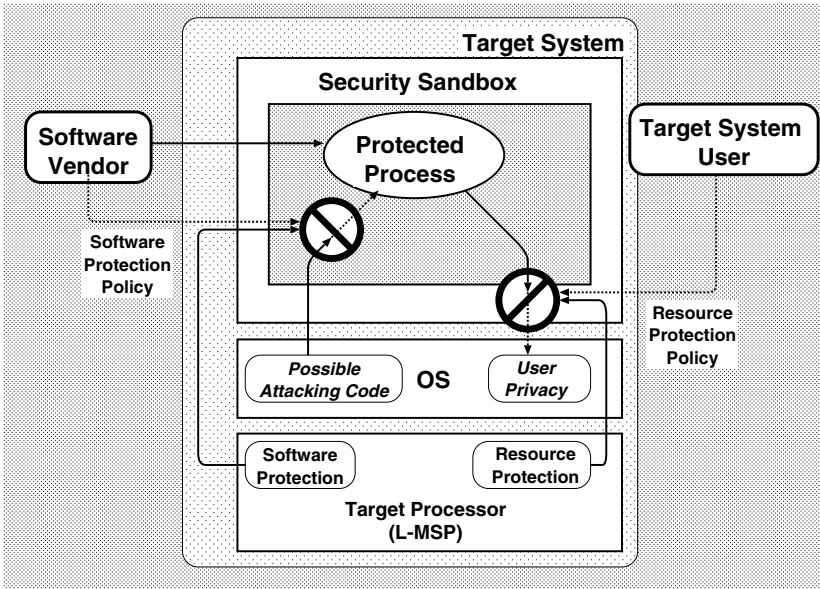 Target System
Security Sandbox
Software
Vendor
Protected
Process
Target System
User
Software
Protection
Policy
Resource
Protection
Policy
Possible
Attacking Code
OS
User
Privacy
Software
Protection
Resource
Protection
Target Processor
(L-MSP)